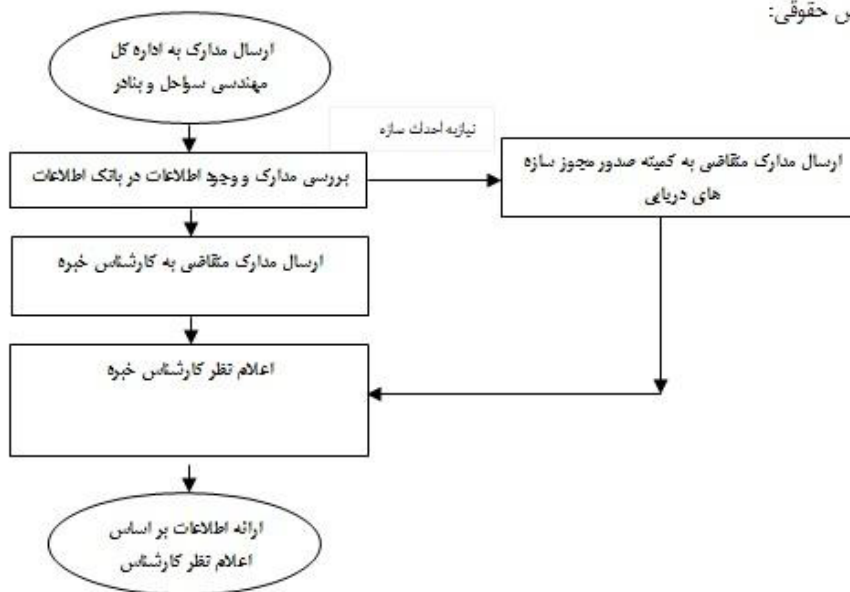 حقوقی:
ارسال مدارک به اداره کل
مهندسی سواحل و بنادر
نیازبه احداث سازه
بررسی مدارک و وجود اطلاعات در بانک اطلاعات
ارسال مدارک متقاضی به کمیته صدور مجوز سازه
های دریایی
ارسال مدارک متقاضی به کارشناس خبره
اعلام نظر کارشناس خبره
ارائه اطلاعات بر اساس
اعلام نظر کارشناس